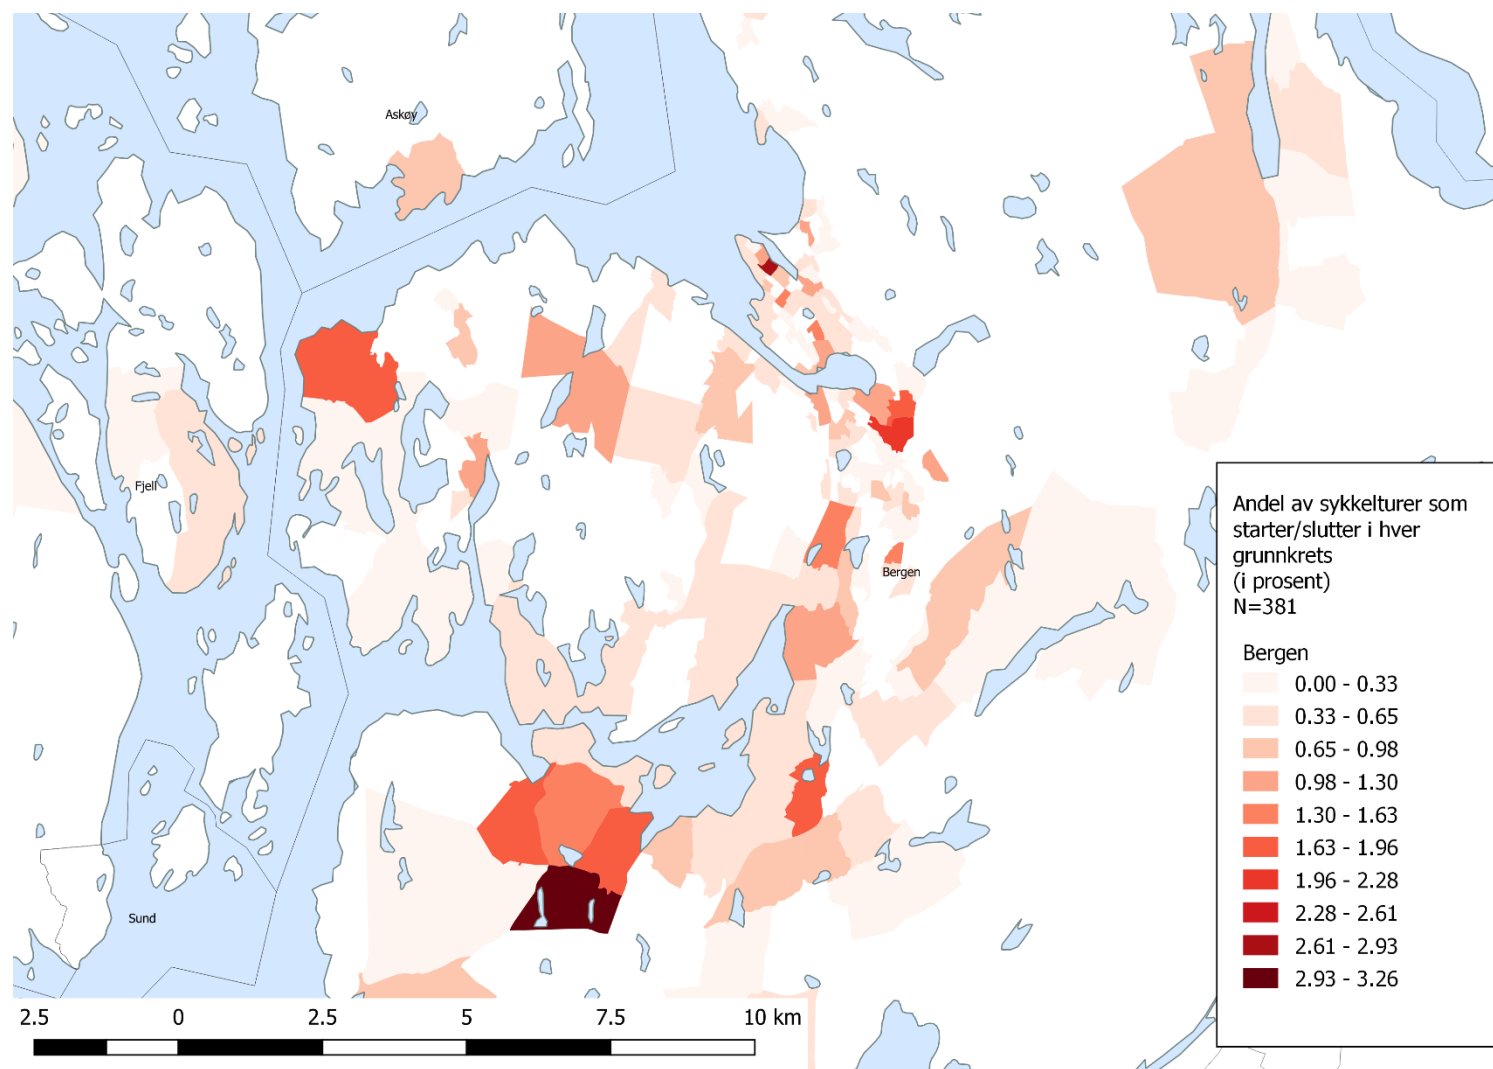 Askøy
Fjell
Bergen
Sund
Andel av sykkelturer som
starter/slutter i hver
grunnkrets
(i prosent)
N=381
Bergen
0.00 - 0.33
0.33 - 0.65
0.65 - 0.98
0.98 - 1.30
1.30 - 1.63
1.63 - 1.96
1.96 - 2.28
2.28 - 2.61
2.61 - 2.93
2.93 - 3.26
2.5 0 2.5 5 7.5 10 km